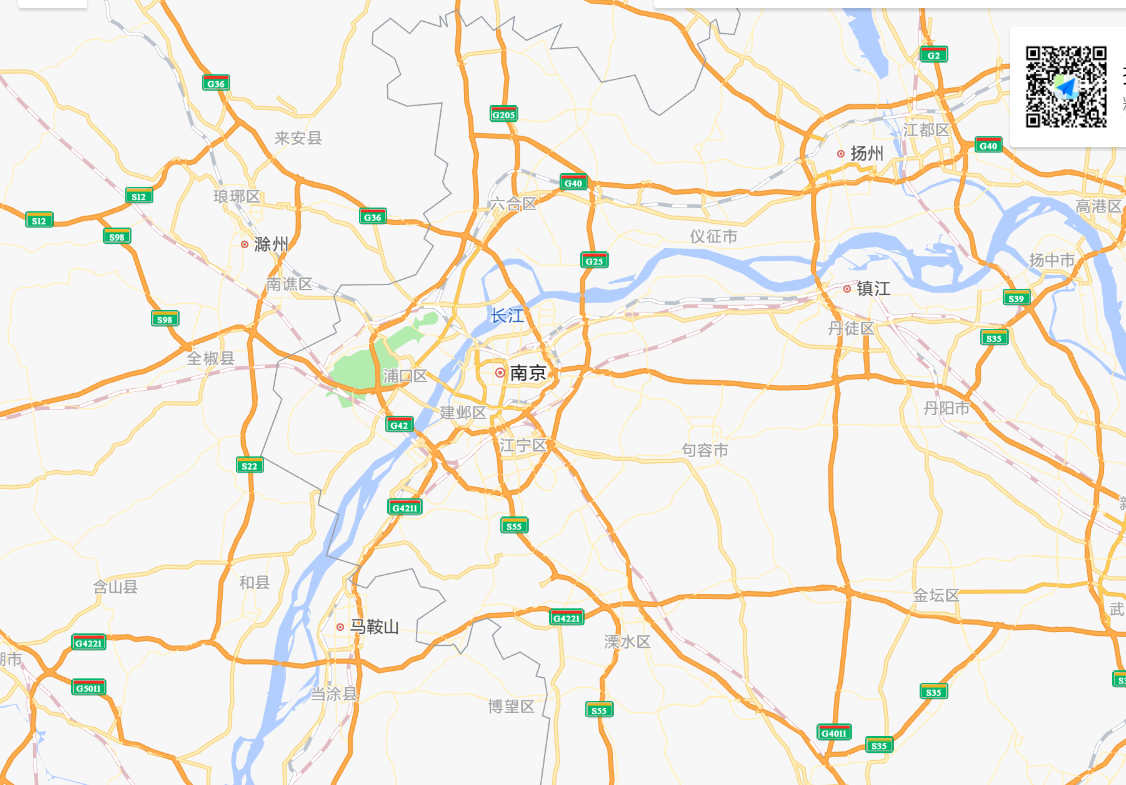 G2
G36
G205
江都区
来安县
扬州
G40
G40
S12
琅琊区
六合区
高港区
S12
G36
S98
仪征市
滁州
G25
扬中市
南谯区
镇江
S39
长江
S98
丹徒区
S35
全椒县
南京
浦口区
丹阳市
建邺区
G42
江宁区
句容市
S22
G4211
S55
和县
含山县
金坛区
武
G4221
马鞍山
G4221
溧水区
湖市
G5011
S35
当涂县
博望区
S55
G4011
S35